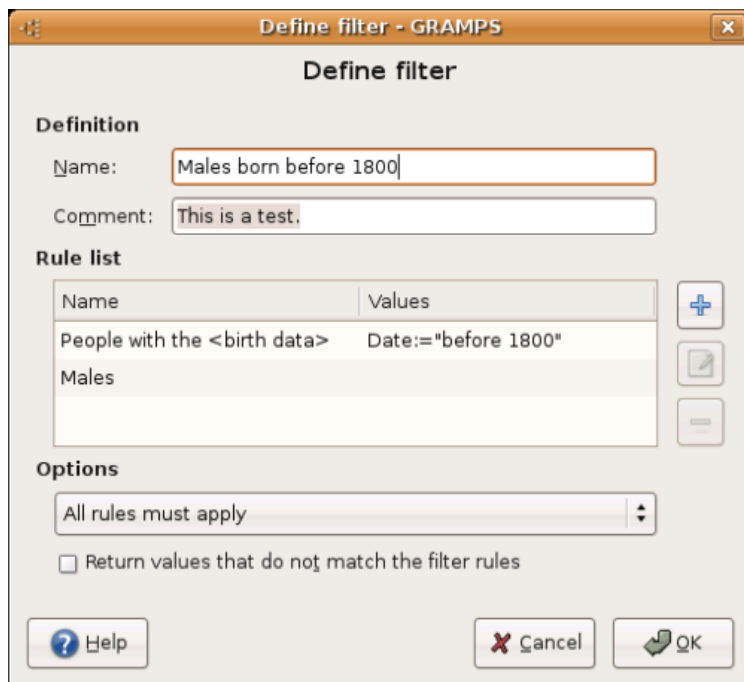 Define filter - GRAMPS
Define filter
Definition
Name: Males born before 1800
Comment: This is a test.
Rule list
Name Values
People with the <birth data> Date:="before 1800"
Males
Options
All rules must apply
Return values that do not match the filter rules
Help Cancel OK